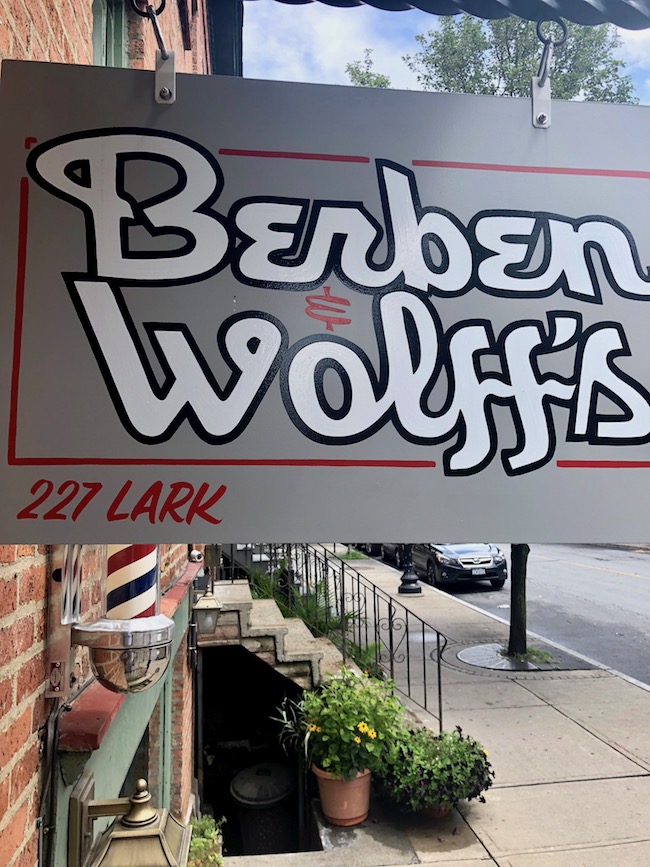 Berben
&
Wolff's
227 LARK